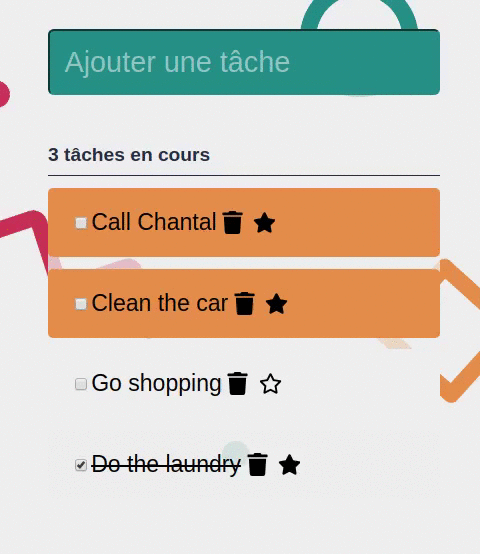 Ajouter une tâche
3 tâches en cours
Call Chantal
Clean the car
Go shopping
Do the laundry